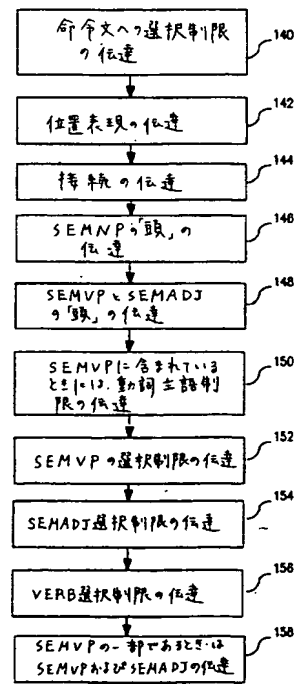 命令文への選択制限
の伝達
140
位置表現の伝達
142
接続の伝達
144
SEMNPの「頭」の
伝達
146
SEMVPとSEMADJ
の「頭」の伝達
148
SEMVPに含まれている
ときには、動詞主語制
限の伝達
150
SEMVPの選択制限の伝達
152
SEMADJ選択制限の伝達
154
VERB選択制限の伝達
156
SEMVPの一部であるときは
SEMVPおよびSEMADJの伝達
158